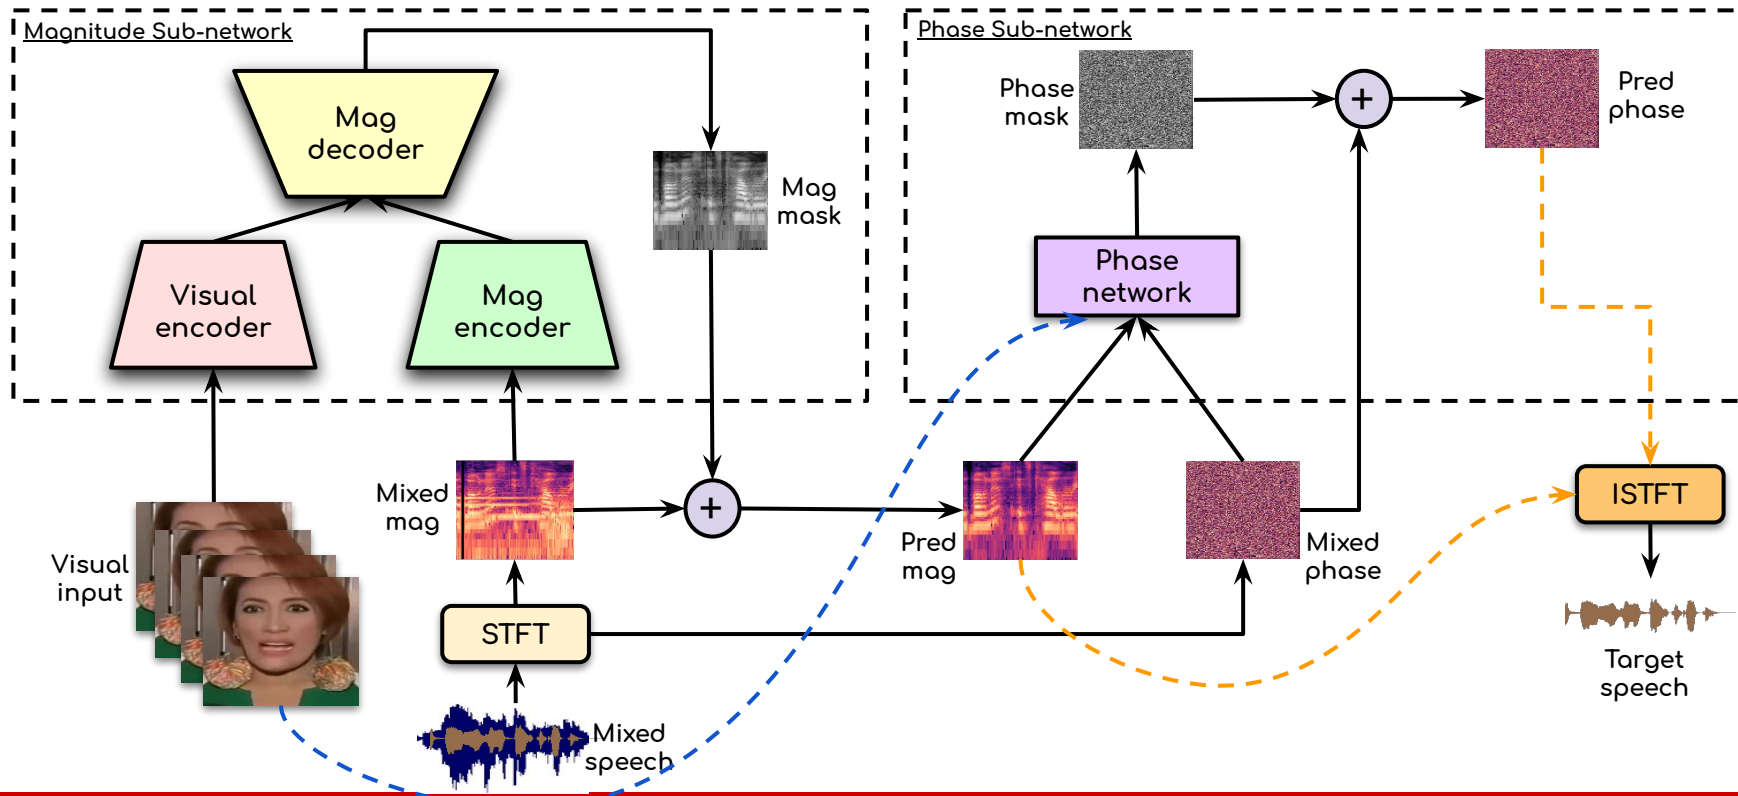 Magnitude Sub-network
Mag
decoder
Mag
mask
Visual
encoder
Mag
encoder
Mixed
mag
+
Visual
input
STFT
Mixed
speech
Phase Sub-network
Phase
mask
+
Pred
phase
Phase
network
Pred
mag
Mixed
phase
ISTFT
Target
speech